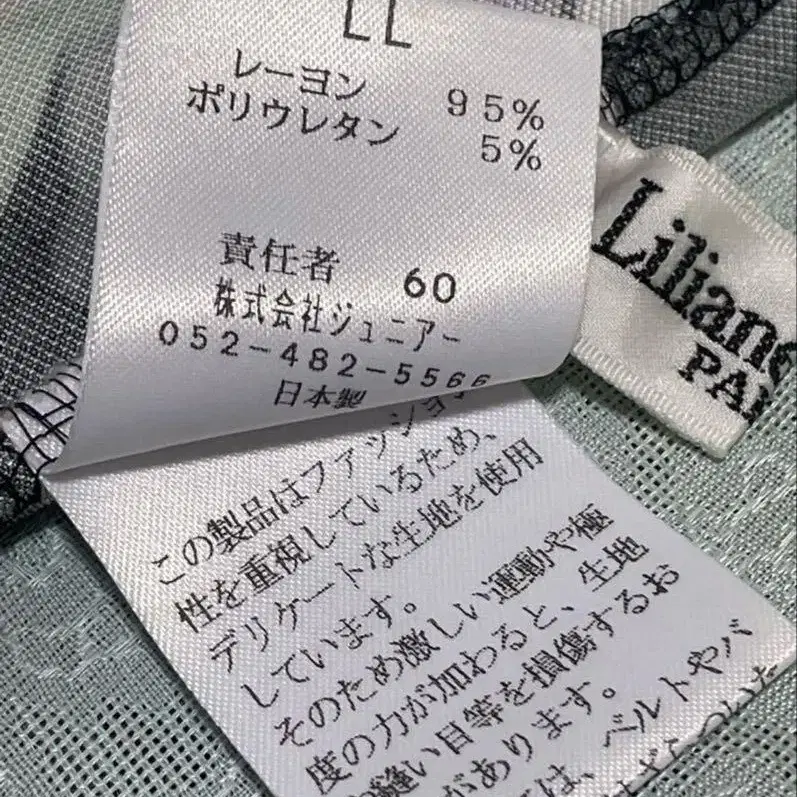 LL
レーヨン 95%
ポリウレタン 5%
責任者 60
株式会社ジュニアー
052-482-5566
日本製
この製品はファッション
性を重視しているため、
デリケートな生地を使用
しています。
そのため激しい運動や極
度の力が加わると、生地
縫い目等を損傷するお
があります。
は、ベルトやバ
Liliane
PA